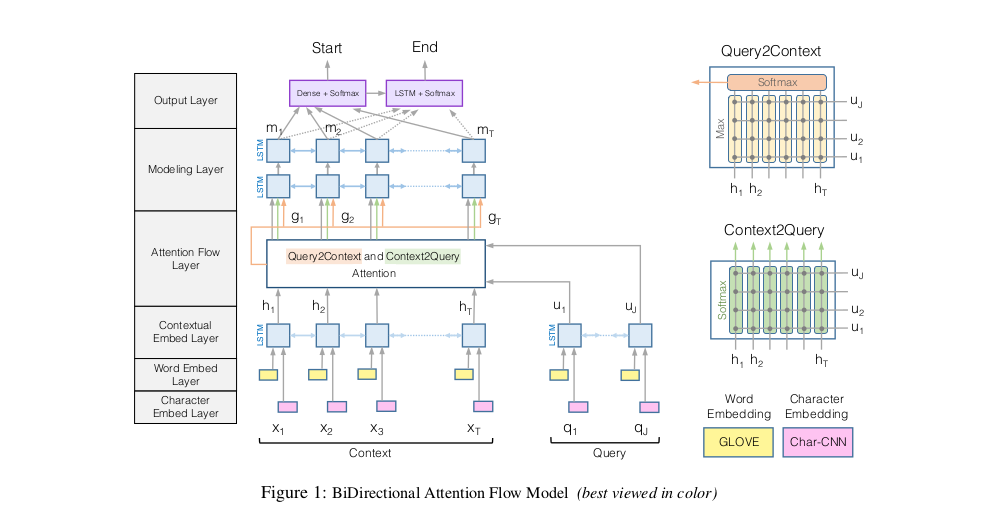 Start
End
Query2Context
Output Layer
Dense + Softmax
LSTM + Softmax
Softmax
Max
u_J
u_2
u_1
h_1 h_2 h_T
m_1 m_2 m_T
Modeling Layer
LSTM
LSTM
g_1 g_2 g_T
Attention Flow
Layer
Query2Context and Context2Query
Attention
Context2Query
Softmax
u_J
u_2
u_1
h_1 h_2 h_T
h_1 h_2 h_T
u_1 u_J
Contextual
Embed Layer
LSTM
LSTM
Word Embed
Layer
Character
Embed Layer
x_1 x_2 x_3 x_T
q_1 q_J
Context
Query
Word
Embedding
Character
Embedding
GLOVE
Char-CNN
Figure 1: BiDirectional Attention Flow Model (best viewed in color)